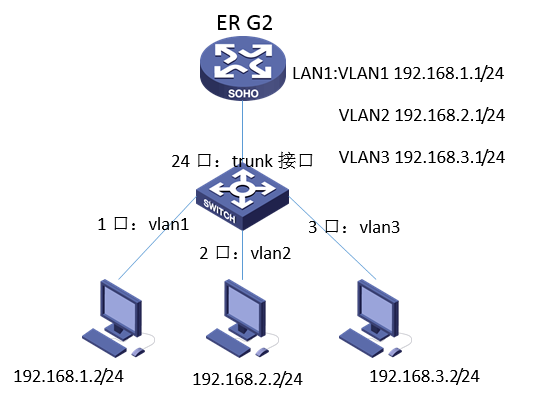 ER G2
SOHO
LAN1:VLAN1 192.168.1.1/24
VLAN2 192.168.2.1/24
VLAN3 192.168.3.1/24
24 口：trunk 接口
SWITCH
1 口：vlan1
2 口：vlan2
3 口：vlan3
192.168.1.2/24
192.168.2.2/24
192.168.3.2/24